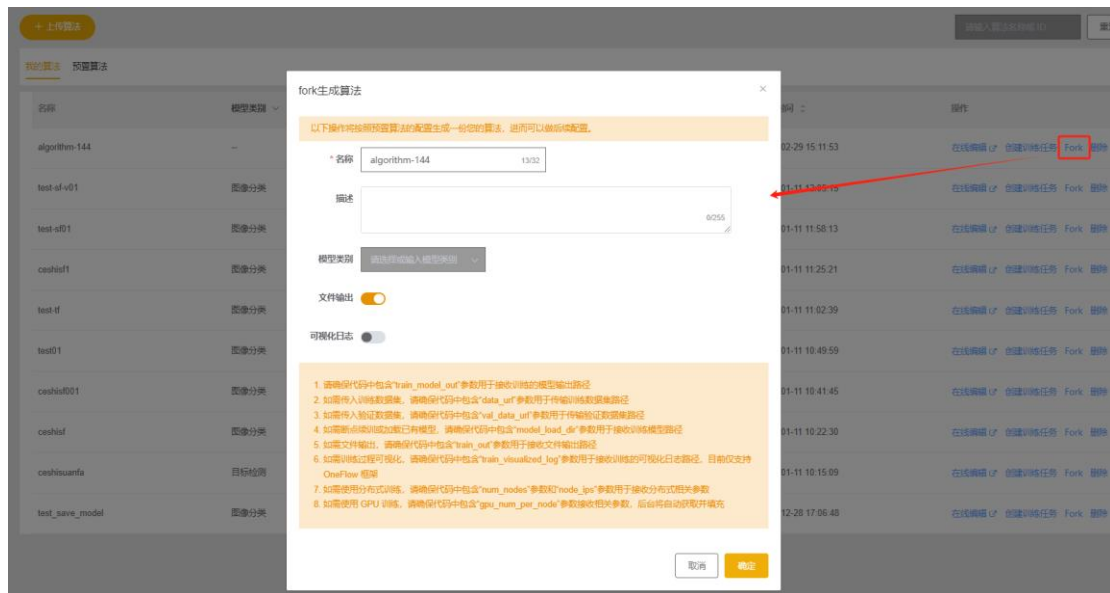 + 上传算法
请输入算法名称或 ID
我的算法 预置算法
名称 模型类别 操作
fork生成算法
以下操作将按照预置算法的配置生成一份您的算法，进而可以做后续配置。
* 名称 algorithm-144 13/32
描述
0/255
模型类别 请选择或输入模型类别
文件输出
可视化日志
1. 请确保代码中包含“train_model_out”参数用于接收训练的模型输出路径
2. 如需传入训练数据集，请确保代码中包含“data_url”参数用于传输训练数据集路径
3. 如需传入验证数据集，请确保代码中包含“val_data_url”参数用于传输验证数据集路径
4. 如需断点续训或加载已有模型，请确保代码中包含“model_load_dir”参数用于接收训练模型路径
5. 如需文件输出，请确保代码中包含“train_out”参数用于接收文件输出路径
6. 如需训练过程可视化，请确保代码中包含“train_visualized_log”参数用于接收训练的可视化日志路径，目前仅支持
OneFlow 框架
7. 如需使用分布式训练，请确保代码中包含“num_nodes”参数和“node_ips”参数用于接收分布式相关参数
8. 如需使用 GPU 训练，请确保代码中包含“gpu_num_per_node”参数接收相关参数，后台将自动获取并填充
取消 确定
algorithm-144 – 02-29 15:11:53 在线编辑 创建训练任务 Fork 删除
test-sf-v01 图像分类 在线编辑 创建训练任务 Fork 删除
test-sf01 图像分类 01-11 11:58:13 在线编辑 创建训练任务 Fork 删除
ceshisf1 图像分类 01-11 11:25:21 在线编辑 创建训练任务 Fork 删除
test-tf 图像分类 01-11 11:02:39 在线编辑 创建训练任务 Fork 删除
test01 图像分类 01-11 10:49:59 在线编辑 创建训练任务 Fork 删除
ceshisf001 图像分类 01-11 10:41:45 在线编辑 创建训练任务 Fork 删除
ceshisf 图像分类 01-11 10:22:30 在线编辑 创建训练任务 Fork 删除
ceshisuanfa 目标检测 01-11 10:15:09 在线编辑 创建训练任务 Fork 删除
test_save_model 图像分类 12-28 17:06:48 在线编辑 创建训练任务 Fork 删除